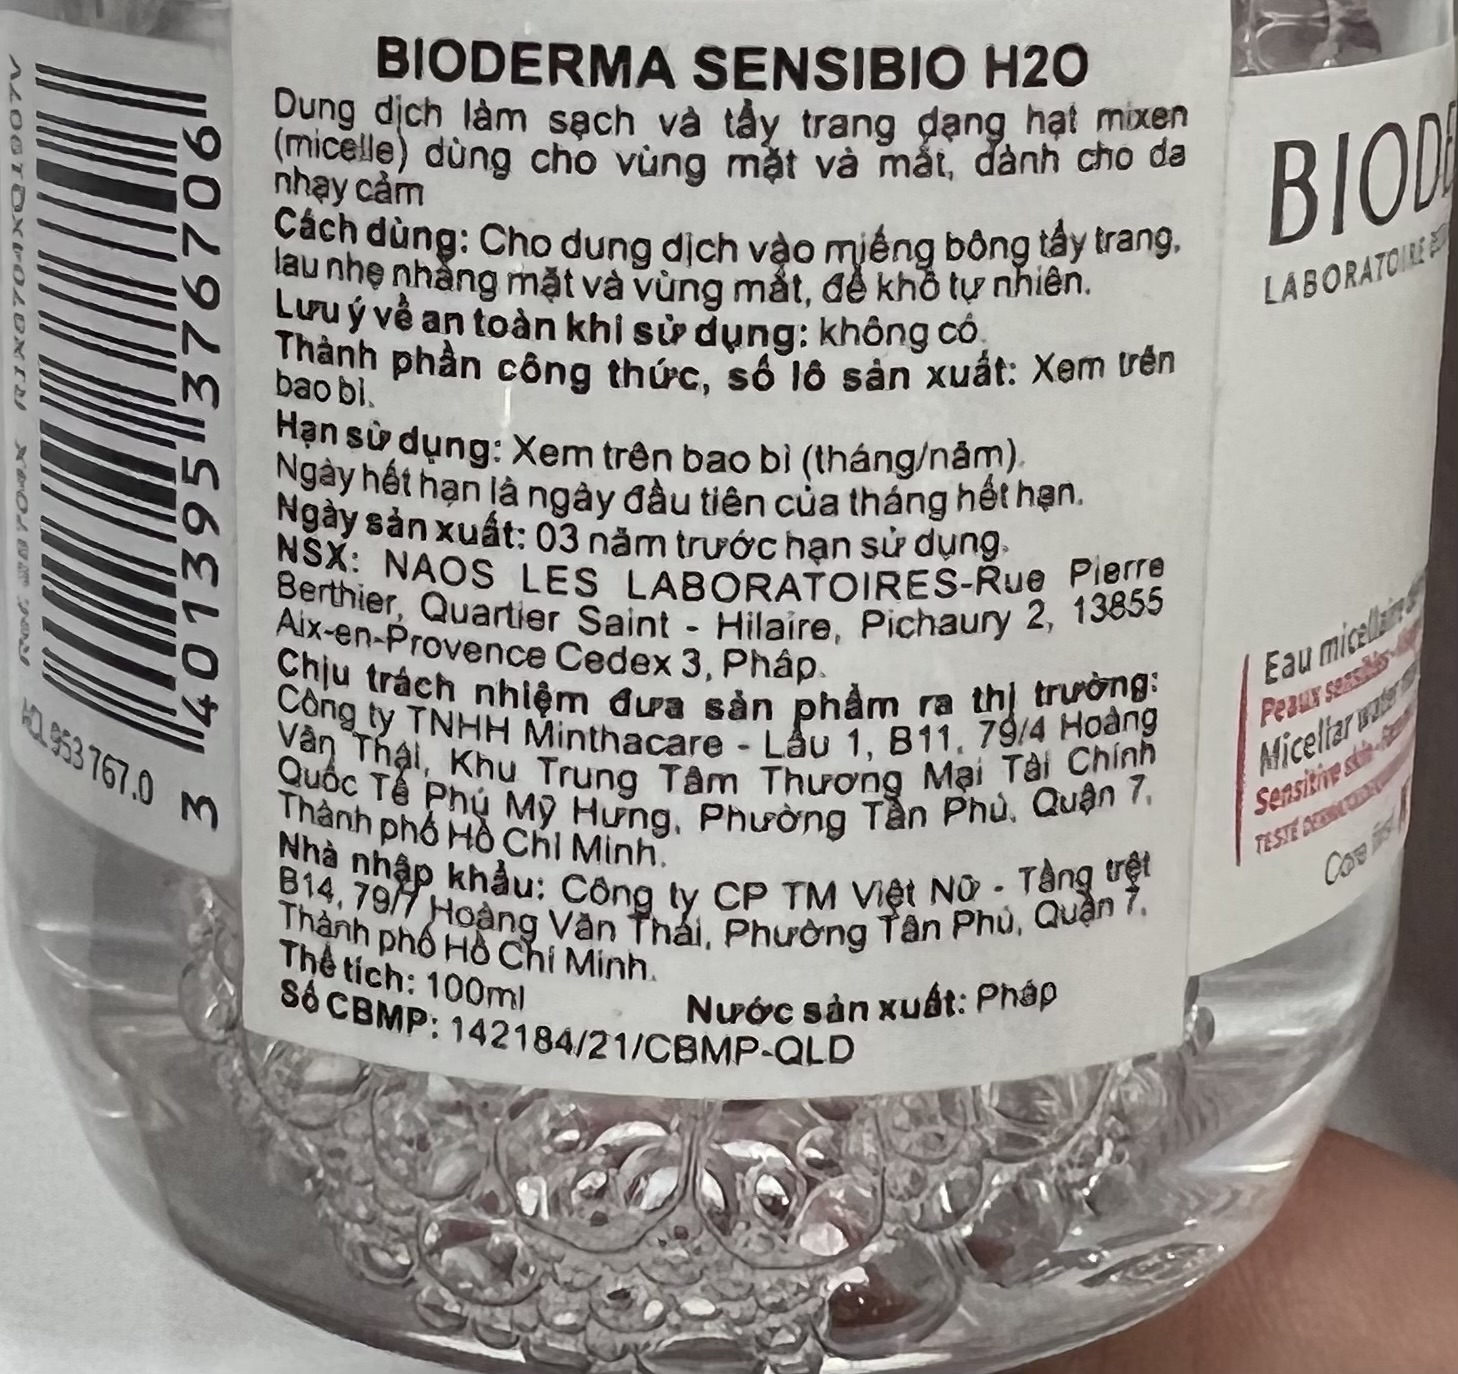 BIODERMA SENSIBIO H2O
Dung dịch làm sạch và tẩy trang dạng hạt mixen
(micelle) dùng cho vùng mặt và mắt, dành cho da
nhạy cảm
Cách dùng: Cho dung dịch vào miếng bông tẩy trang,
lau nhẹ nhàng mặt và vùng mắt, để khô tự nhiên.
Lưu ý về an toàn khi sử dụng: không có.
Thành phần công thức, số lô sản xuất: Xem trên
bao bì.
Hạn sử dụng: Xem trên bao bì (tháng/năm).
Ngày hết hạn là ngày đầu tiên của tháng hết hạn.
Ngày sản xuất: 03 năm trước hạn sử dụng.
NSX: NAOS LES LABORATOIRES-Rue Pierre
Berthier, Quartier Saint - Hilaire, Pichaury 2, 13855
Aix-en-Provence Cedex 3, Pháp.
Chịu trách nhiệm đưa sản phẩm ra thị trường:
Công ty TNHH Minthacare - Lầu 1, B11, 79/4 Hoàng
Văn Thái, Khu Trung Tâm Thương Mại Tài Chính
Quốc Tế Phú Mỹ Hưng, Phường Tân Phú, Quận 7,
Thành phố Hồ Chí Minh.
Nhà nhập khẩu: Công ty CP TM Việt Nữ - Tầng trệt
B14, 79/7 Hoàng Văn Thái, Phường Tân Phú, Quận 7,
Thành phố Hồ Chí Minh.
Thể tích: 100ml Nước sản xuất: Pháp
Số CBMP: 142184/21/CBMP-QLD
3 401395 376706
953 767.0
LABORATOIRE
Eau micellaire
Peaux sensibles
Micellar water
Sensitive skin
TESTÉ
Care first